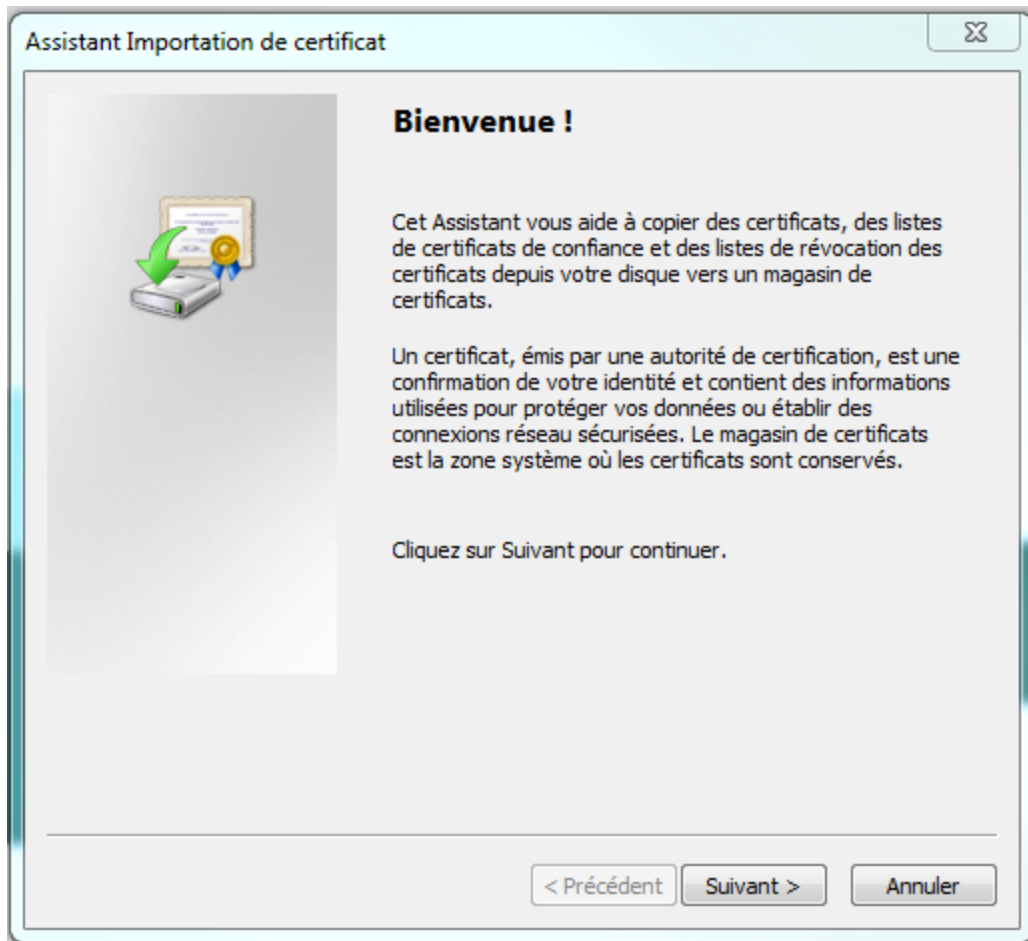 Assistant Importation de certificat
Bienvenue !
Cet Assistant vous aide à copier des certificats, des listes
de certificats de confiance et des listes de révocation des
certificats depuis votre disque vers un magasin de
certificats.
Un certificat, émis par une autorité de certification, est une
confirmation de votre identité et contient des informations
utilisées pour protéger vos données ou établir des
connexions réseau sécurisées. Le magasin de certificats
est la zone système où les certificats sont conservés.
Cliquez sur Suivant pour continuer.
< Précédent Suivant > Annuler